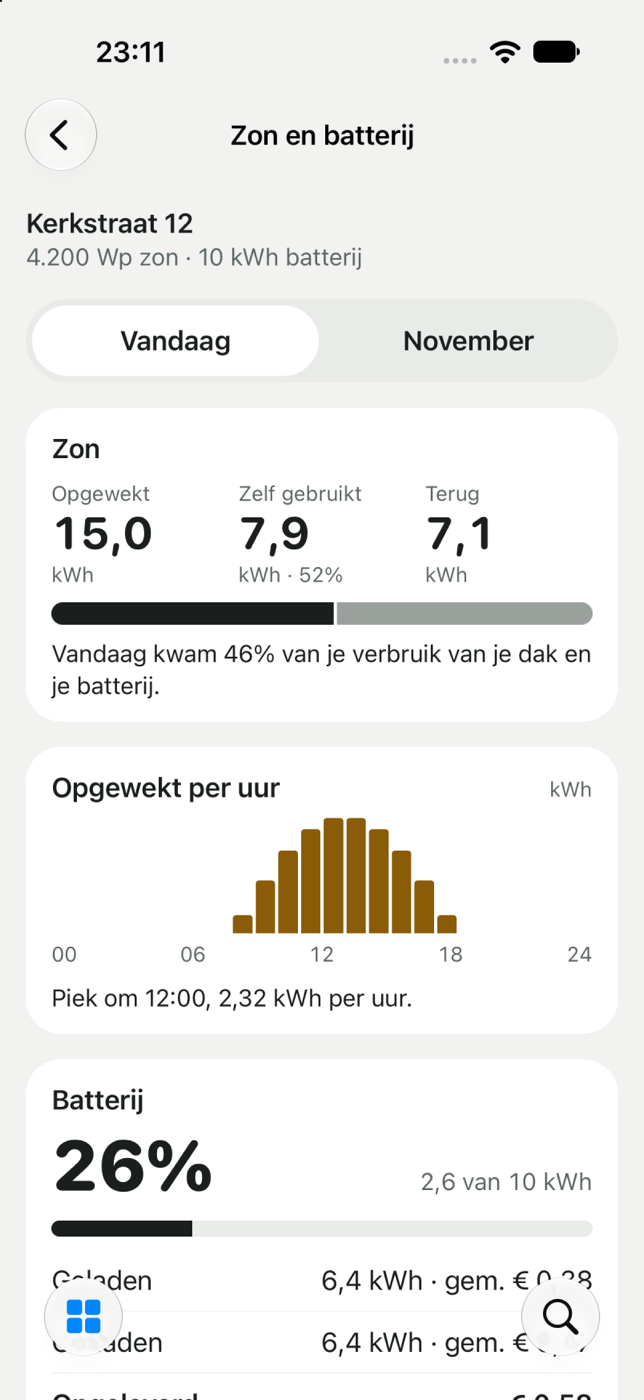 23:11
Zon en batterij
Kerkstraat 12
4.200 Wp zon · 10 kWh batterij
Vandaag
November
Zon
Opgewekt
Zelf gebruikt
Terug
15,0
7,9
7,1
kWh
kWh · 52%
kWh
Vandaag kwam 46% van je verbruik van je dak en
je batterij.
Opgewekt per uur
kWh
00
06
12
18
24
Piek om 12:00, 2,32 kWh per uur.
Batterij
26%
2,6 van 10 kWh
6,4 kWh · gem. €
6,4 kWh · gem. €